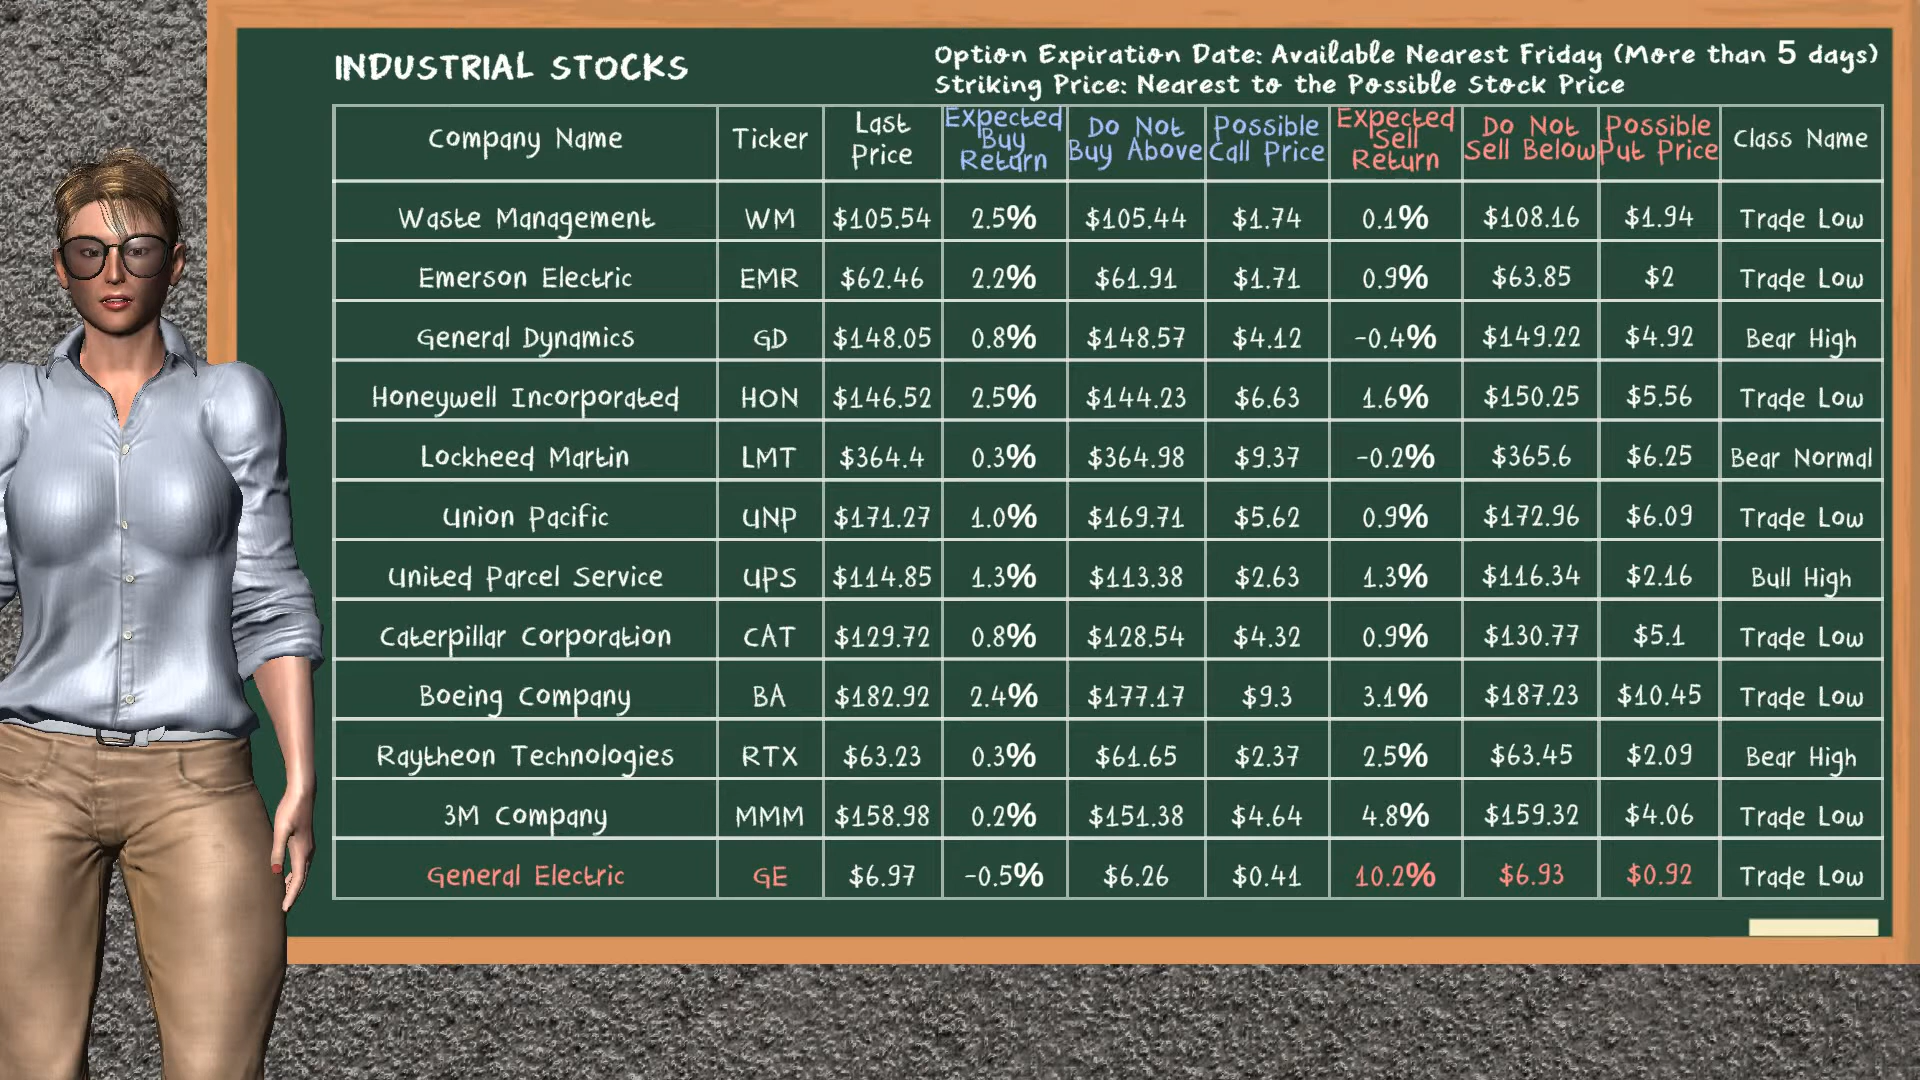 INDUSTRIAL STOCKS
Option Expiration Date: Available Nearest Friday (More than 5 days)
Striking Price: Nearest to the Possible Stock Price
Company Name Ticker Last Price Expected Buy Return Do Not Buy Above Possible Call Price Expected Sell Return Do Not Sell Below Possible Put Price Class Name
Waste Management WM $105.54 2.5% $105.44 $1.74 0.1% $108.16 $1.94 Trade Low
Emerson Electric EMR $62.46 2.2% $61.91 $1.71 0.9% $63.85 $2 Trade Low
General Dynamics GD $148.05 0.8% $148.57 $4.12 -0.4% $149.22 $4.92 Bear High
Honeywell Incorporated HON $146.52 2.5% $144.23 $6.63 1.6% $150.25 $5.56 Trade Low
Lockheed Martin LMT $364.4 0.3% $364.98 $9.37 -0.2% $365.6 $6.25 Bear Normal
Union Pacific UNP $171.27 1.0% $169.71 $5.62 0.9% $172.96 $6.09 Trade Low
United Parcel Service UPS $114.85 1.3% $113.38 $2.63 1.3% $116.34 $2.16 Bull High
Caterpillar Corporation CAT $129.72 0.8% $128.54 $4.32 0.9% $130.77 $5.1 Trade Low
Boeing Company BA $182.92 2.4% $177.17 $9.3 3.1% $187.23 $10.45 Trade Low
Raytheon Technologies RTX $63.23 0.3% $61.65 $2.37 2.5% $63.45 $2.09 Bear High
3M Company MMM $158.98 0.2% $151.38 $4.64 4.8% $159.32 $4.06 Trade Low
General Electric GE $6.97 -0.5% $6.26 $0.41 10.2% $6.93 $0.92 Trade Low